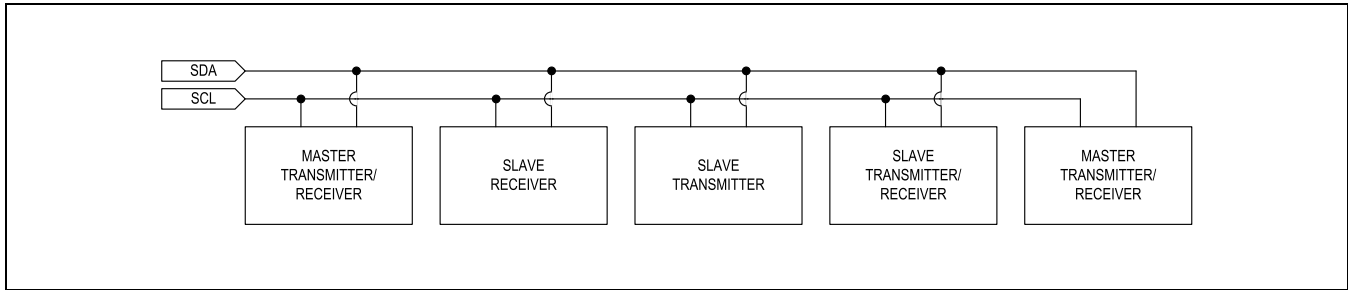 SDA
SCL
MASTER
TRANSMITTER/
RECEIVER
SLAVE
RECEIVER
SLAVE
TRANSMITTER
SLAVE
TRANSMITTER/
RECEIVER
MASTER
TRANSMITTER/
RECEIVER